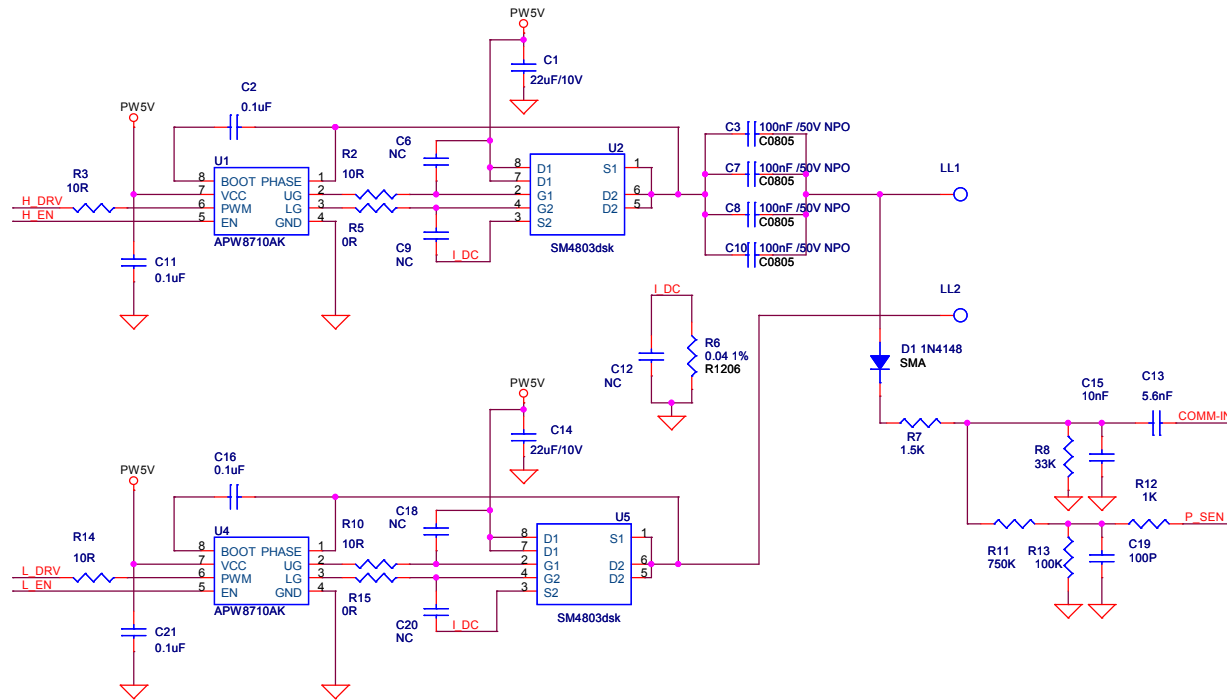 PW5V
C1
22uF/10V
C2
0.1uF
PW5V
R3
10R
H_DRV
H_EN
U1
8 BOOT PHASE 1
7 VCC UG 2
6 PWM LG 3
5 EN GND 4
APW8710AK
R2
10R
R5
0R
C6
NC
C9
NC
I_DC
U2
8 D1 S1 1
7 D1
2 G1 D2 6
4 G2 D2 5
3 S2
SM4803dsk
C3 100nF /50V NPO
C0805
C7 100nF /50V NPO
C0805
C8 100nF /50V NPO
C0805
C10 100nF /50V NPO
C0805
LL1
C11
0.1uF
I_DC
LL2
R6
0.04 1%
R1206
C12
NC
D1 1N4148
SMA
PW5V
C14
22uF/10V
R7
1.5K
C15
10nF
C13
5.6nF
COMM-IN
R8
33K
R12
1K
P_SEN
R11
750K
R13
100K
C19
100P
C16
0.1uF
PW5V
R14
10R
L_DRV
L_EN
U4
8 BOOT PHASE 1
7 VCC UG 2
6 PWM LG 3
5 EN GND 4
APW8710AK
R10
10R
R15
0R
C18
NC
C20
NC
I_DC
U5
8 D1 S1 1
7 D1
2 G1 D2 6
4 G2 D2 5
3 S2
SM4803dsk
C21
0.1uF